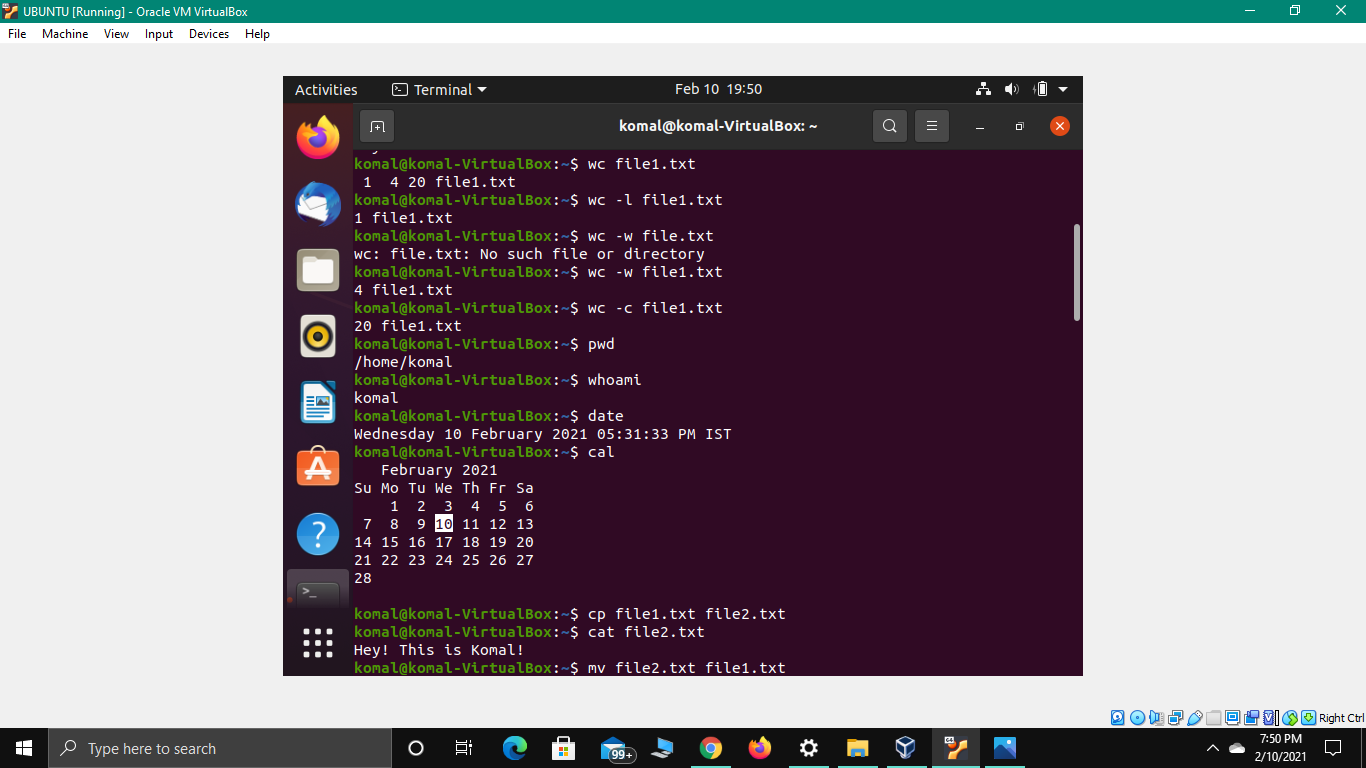 UBUNTU [Running] - Oracle VM VirtualBox
File Machine View Input Devices Help
Activities Terminal Feb 10 19:50
komal@komal-VirtualBox: ~
komal@komal-VirtualBox:~$ wc file1.txt
 1  4 20 file1.txt
komal@komal-VirtualBox:~$ wc -l file1.txt
1 file1.txt
komal@komal-VirtualBox:~$ wc -w file.txt
wc: file.txt: No such file or directory
komal@komal-VirtualBox:~$ wc -w file1.txt
4 file1.txt
komal@komal-VirtualBox:~$ wc -c file1.txt
20 file1.txt
komal@komal-VirtualBox:~$ pwd
/home/komal
komal@komal-VirtualBox:~$ whoami
komal
komal@komal-VirtualBox:~$ date
Wednesday 10 February 2021 05:31:33 PM IST
komal@komal-VirtualBox:~$ cal
   February 2021
Su Mo Tu We Th Fr Sa
    1  2  3  4  5  6
 7  8  9 10 11 12 13
14 15 16 17 18 19 20
21 22 23 24 25 26 27
28
komal@komal-VirtualBox:~$ cp file1.txt file2.txt
komal@komal-VirtualBox:~$ cat file2.txt
Hey! This is Komal!
komal@komal-VirtualBox:~$ mv file2.txt file1.txt
Right Ctrl
Type here to search
99+
64
7:50 PM
2/10/2021